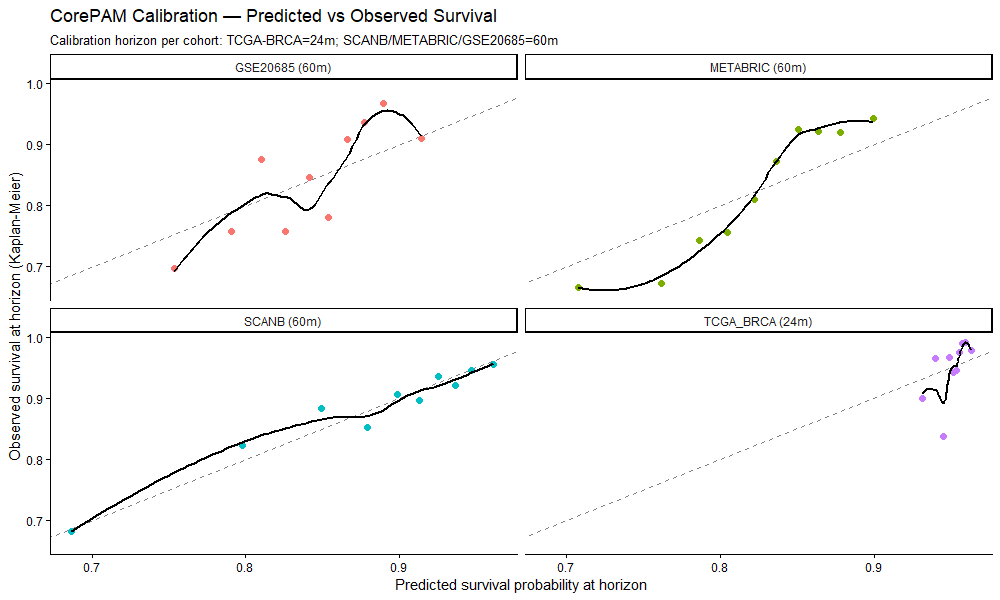 CorePAM Calibration — Predicted vs Observed Survival
Calibration horizon per cohort: TCGA-BRCA=24m; SCANB/METABRIC/GSE20685=60m
GSE20685 (60m)
METABRIC (60m)
1.0
0.9
0.8
0.7
SCANB (60m)
TCGA_BRCA (24m)
1.0
0.9
0.8
0.7
Observed survival at horizon (Kaplan-Meier)
0.7 0.8 0.9 0.7 0.8 0.9
Predicted survival probability at horizon